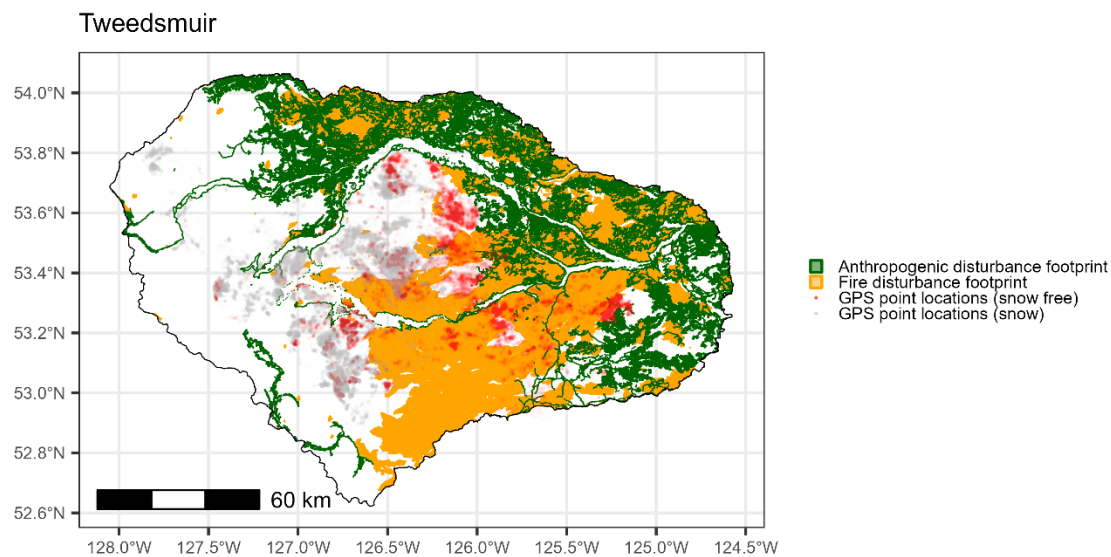 Tweedsmuir
54.0°N
53.8°N
53.6°N
53.4°N
53.2°N
53.0°N
52.8°N
52.6°N
60 km
128.0°W 127.5°W 127.0°W 126.5°W 126.0°W 125.5°W 125.0°W 124.5°W
Anthropogenic disturbance footprint
Fire disturbance footprint
GPS point locations (snow free)
GPS point locations (snow)